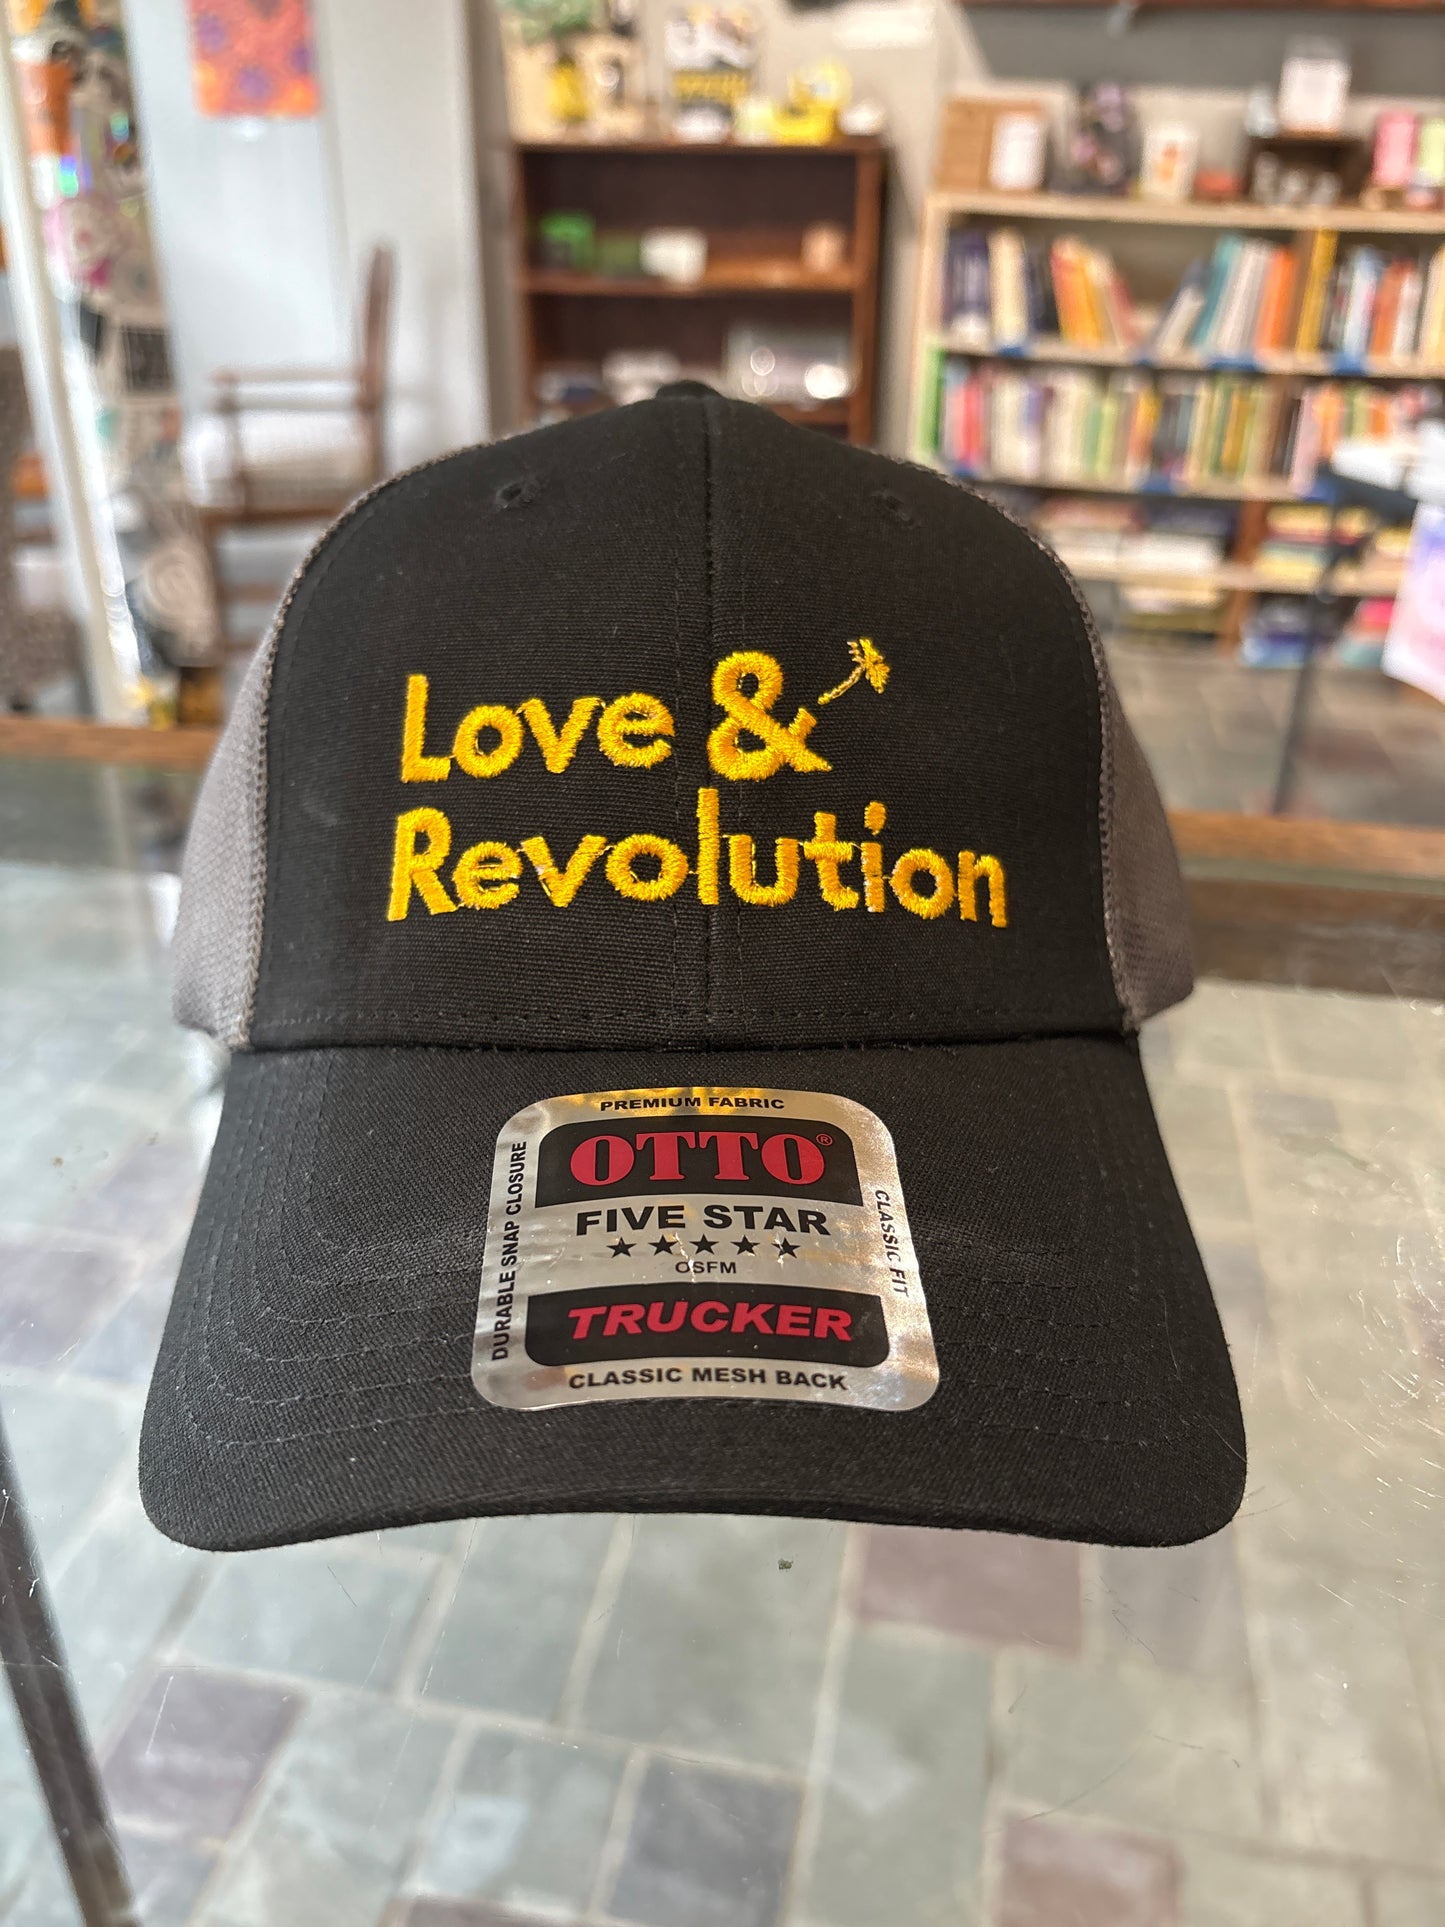 Love &
Revolution
PREMIUM FABRIC
OTTO®
DURABLE SNAP CLOSURE
CLASSIC FIT
FIVE STAR
★★★★★
OSFM
TRUCKER
CLASSIC MESH BACK